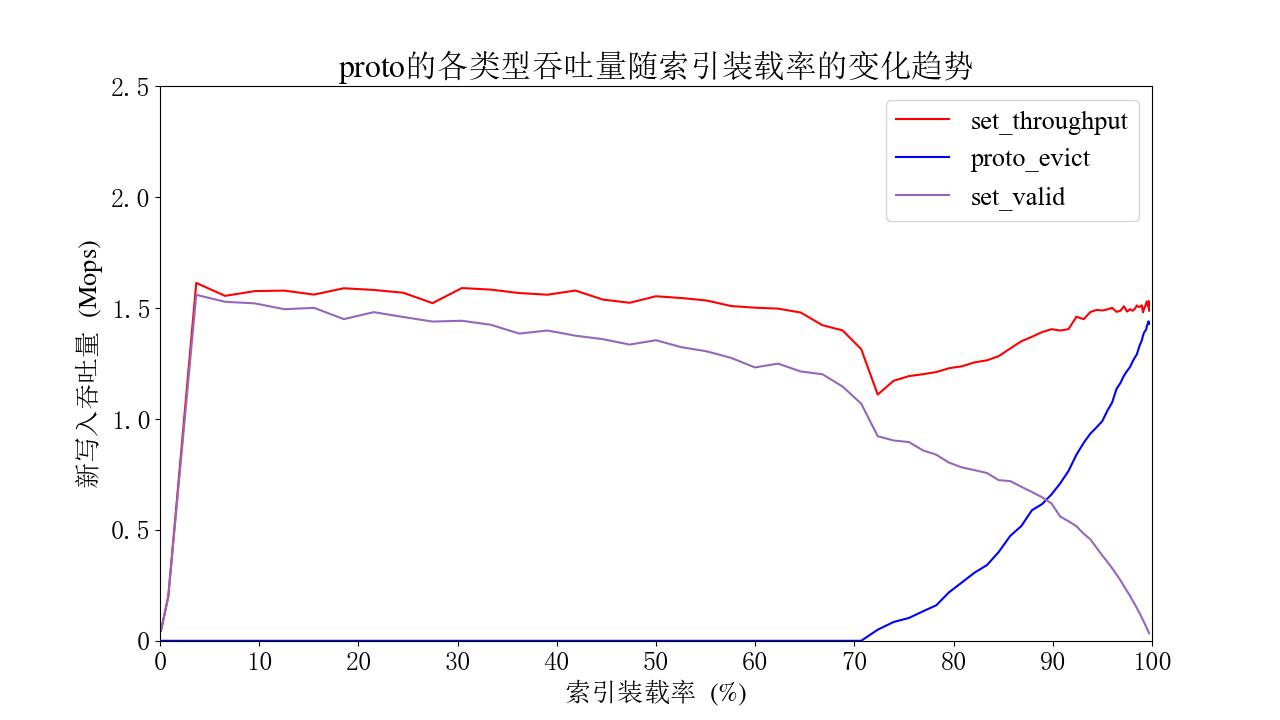 proto的各类型吞吐量随索引装载率的变化趋势
2.5
2.0
1.5
1.0
0.5
0
新写入吞吐量 (Mops)
set_throughput
proto_evict
set_valid
0 10 20 30 40 50 60 70 80 90 100
索引装载率 (%)